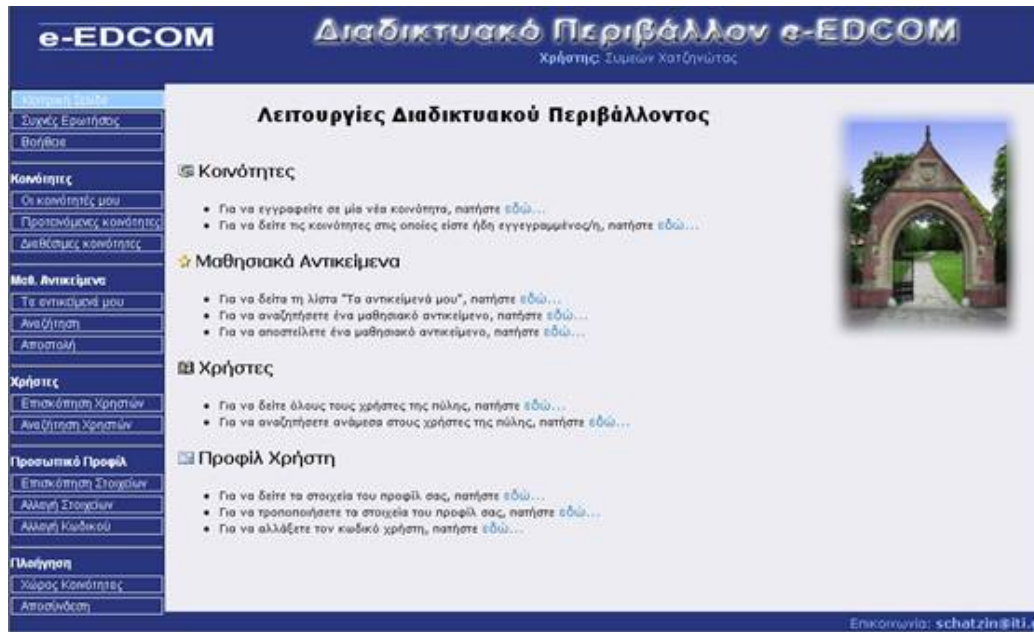 e-EDCOM
Διαδικτυακό Περιβάλλον e-EDCOM
Χρήστης: Συμεών Χατζηνώτας
Κεντρική Σελίδα
Συχνές Ερωτήσεις
Βοήθεια
Κοινότητες
Οι κοινότητές μου
Προτεινόμενες κοινότητες
Διαθέσιμες κοινότητες
Μαθ. Αντικείμενα
Τα αντικείμενά μου
Αναζήτηση
Αποστολή
Χρήστες
Επισκόπηση Χρηστών
Αναζήτηση Χρηστών
Προσωπικό Προφίλ
Επισκόπηση Στοιχείων
Αλλαγή Στοιχείων
Αλλαγή Κωδικού
Πλοήγηση
Χώρος Κοινότητας
Αποσύνδεση
Λειτουργίες Διαδικτυακού Περιβάλλοντος
Κοινότητες
• Για να εγγραφείτε σε μία νέα κοινότητα, πατήστε εδώ...
• Για να δείτε τις κοινότητες στις οποίες είστε ήδη εγγεγραμμένος/η, πατήστε εδώ...
Μαθησιακά Αντικείμενα
• Για να δείτα τη λίστα "Τα αντικείμενά μου", πατήστε εδώ...
• Για να αναζητήσετε ένα μαθησιακό αντικείμενο, πατήστε εδώ...
• Για να αποστείλετε ένα μαθησιακό αντικείμενο, πατήστε εδώ...
Χρήστες
• Για να δείτε όλους τους χρήστες της πύλης, πατήστε εδώ...
• Για να αναζητήσετε ανάμεσα στους χρήστες της πύλης, πατήστε εδώ...
Προφίλ Χρήστη
• Για να δείτε τα στοιχεία του προφίλ σας, πατήστε εδώ...
• Για να τροποποιήσετε τα στοιχεία του προφίλ σας, πατήστε εδώ...
• Για να αλλάξετε τον κωδικό χρήστη, πατήστε εδώ...
Επικοινωνία: schatzin@iti.